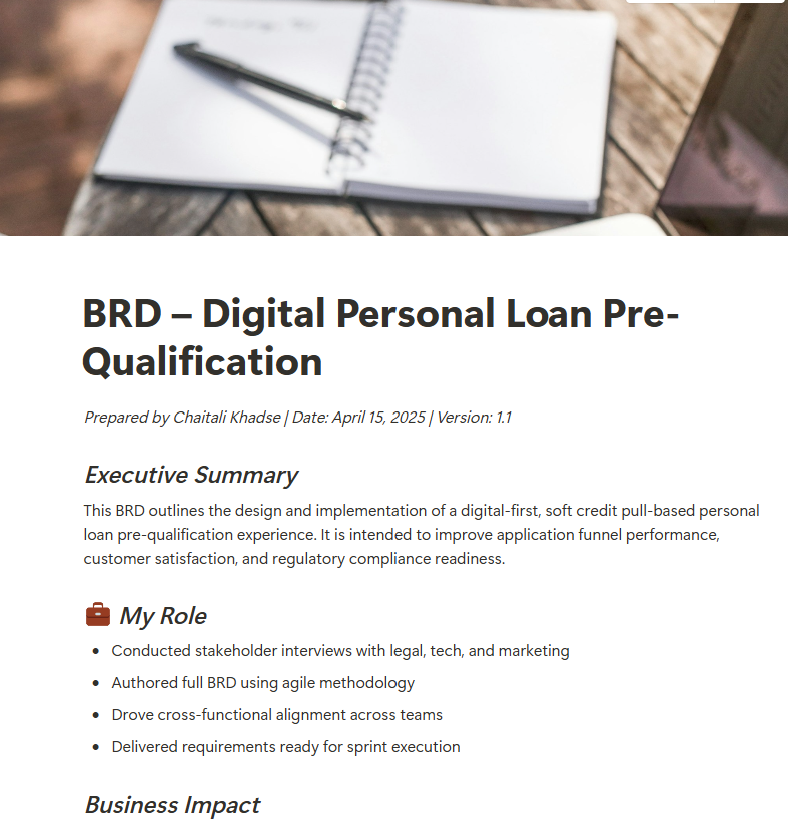 BRD – Digital Personal Loan Pre-
Qualification
Prepared by Chaitali Khadse | Date: April 15, 2025 | Version: 1.1
Executive Summary
This BRD outlines the design and implementation of a digital-first, soft credit pull-based personal
loan pre-qualification experience. It is intended to improve application funnel performance,
customer satisfaction, and regulatory compliance readiness.
My Role
• Conducted stakeholder interviews with legal, tech, and marketing
• Authored full BRD using agile methodology
• Drove cross-functional alignment across teams
• Delivered requirements ready for sprint execution
Business Impact